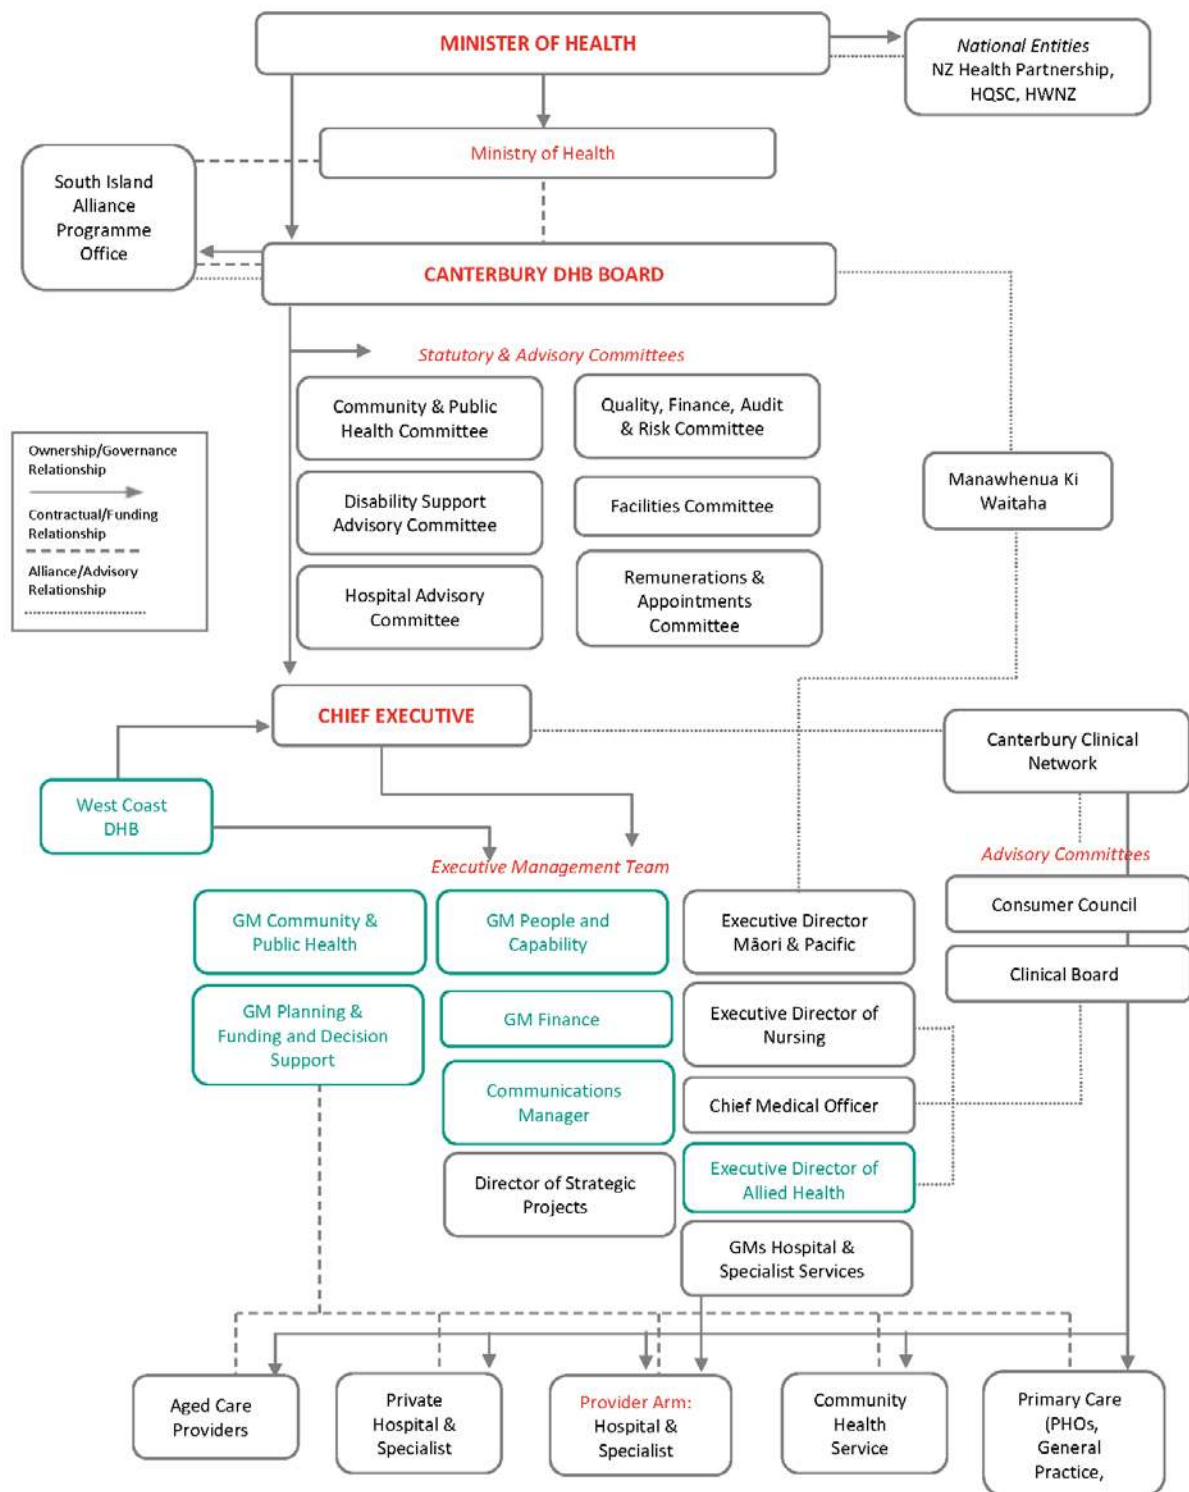 MINISTER OF HEALTH
National Entities
NZ Health Partnership,
HQSC, HWNZ
Ministry of Health
South Island
Alliance
Programme
Office
CANTERBURY DHB BOARD
Statutory & Advisory Committees
Community & Public
Health Committee
Quality, Finance, Audit
& Risk Committee
Ownership/Governance
Relationship
Contractual/Funding
Relationship
Alliance/Advisory
Relationship
Disability Support
Advisory Committee
Facilities Committee
Manawhenua Ki
Waitaha
Hospital Advisory
Committee
Remunerations &
Appointments
Committee
CHIEF EXECUTIVE
Canterbury Clinical
Network
West Coast
DHB
Executive Management Team
Advisory Committees
GM Community &
Public Health
GM People and
Capability
Executive Director
Māori & Pacific
Consumer Council
Clinical Board
GM Planning &
Funding and Decision
Support
GM Finance
Executive Director of
Nursing
Communications
Manager
Chief Medical Officer
Director of Strategic
Projects
Executive Director of
Allied Health
GMs Hospital &
Specialist Services
Aged Care
Providers
Private
Hospital &
Specialist
Provider Arm:
Hospital &
Specialist
Community
Health
Service
Primary Care
(PHOs,
General
Practice,